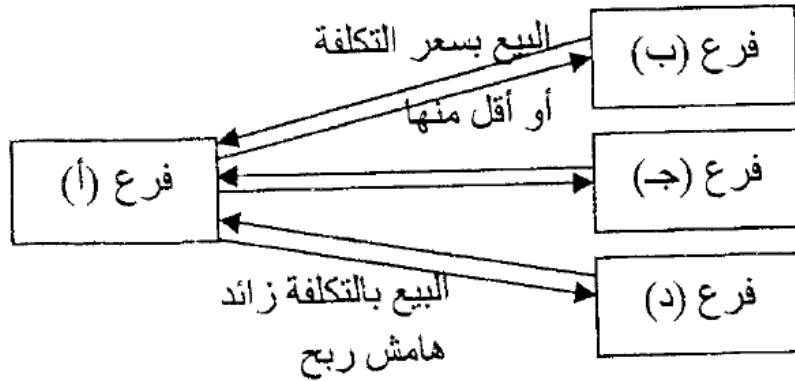 البيع بسعر التكلفة
أو أقل منها
فرع (ب)
فرع (أ)
فرع (جـ)
فرع (د)
البيع بالتكلفة زائد
هامش ربح